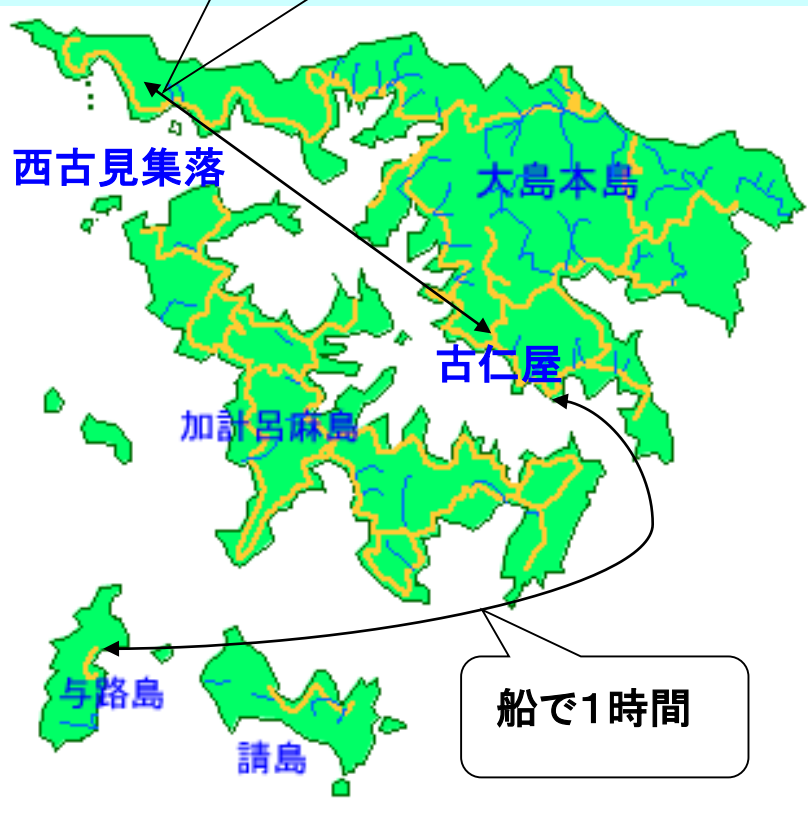 西古見集落
大島本島
古仁屋
加計呂麻島
与路島
請島
船で1時間